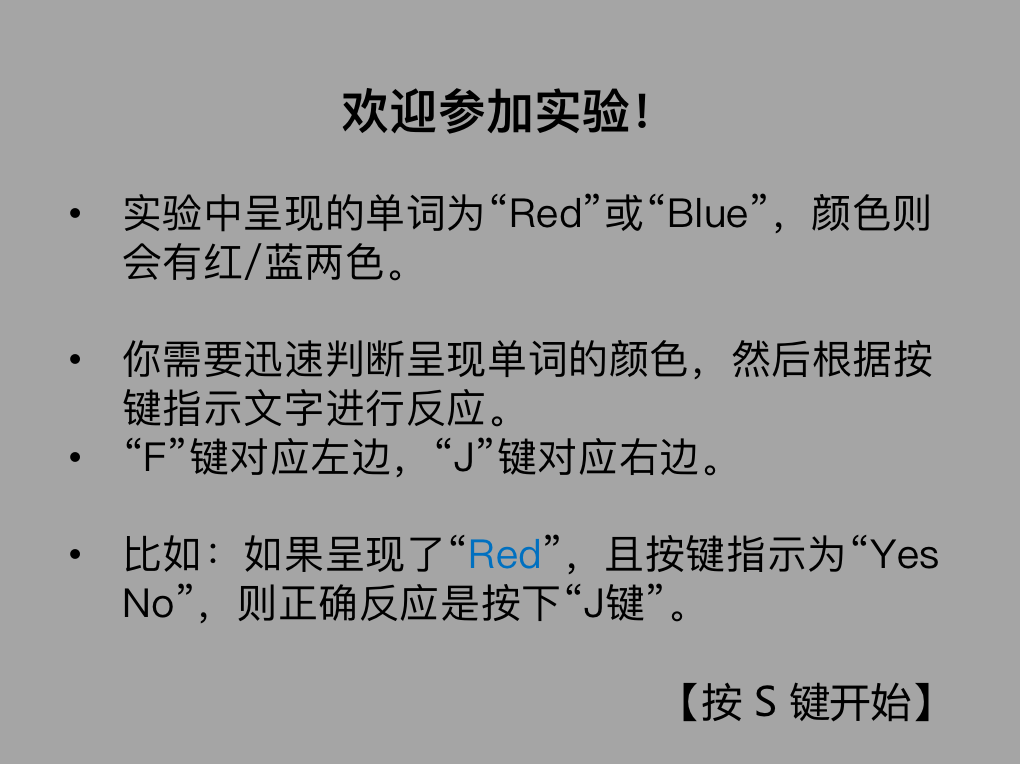 欢迎参加实验！
• 实验中呈现的单词为“Red”或“Blue”，颜色则
会有红/蓝两色。
• 你需要迅速判断呈现单词的颜色，然后根据按
键指示文字进行反应。
• “F”键对应左边，“J”键对应右边。
• 比如：如果呈现了“Red”，且按键指示为“Yes
No”，则正确反应是按下“J键”。
【按 S 键开始】